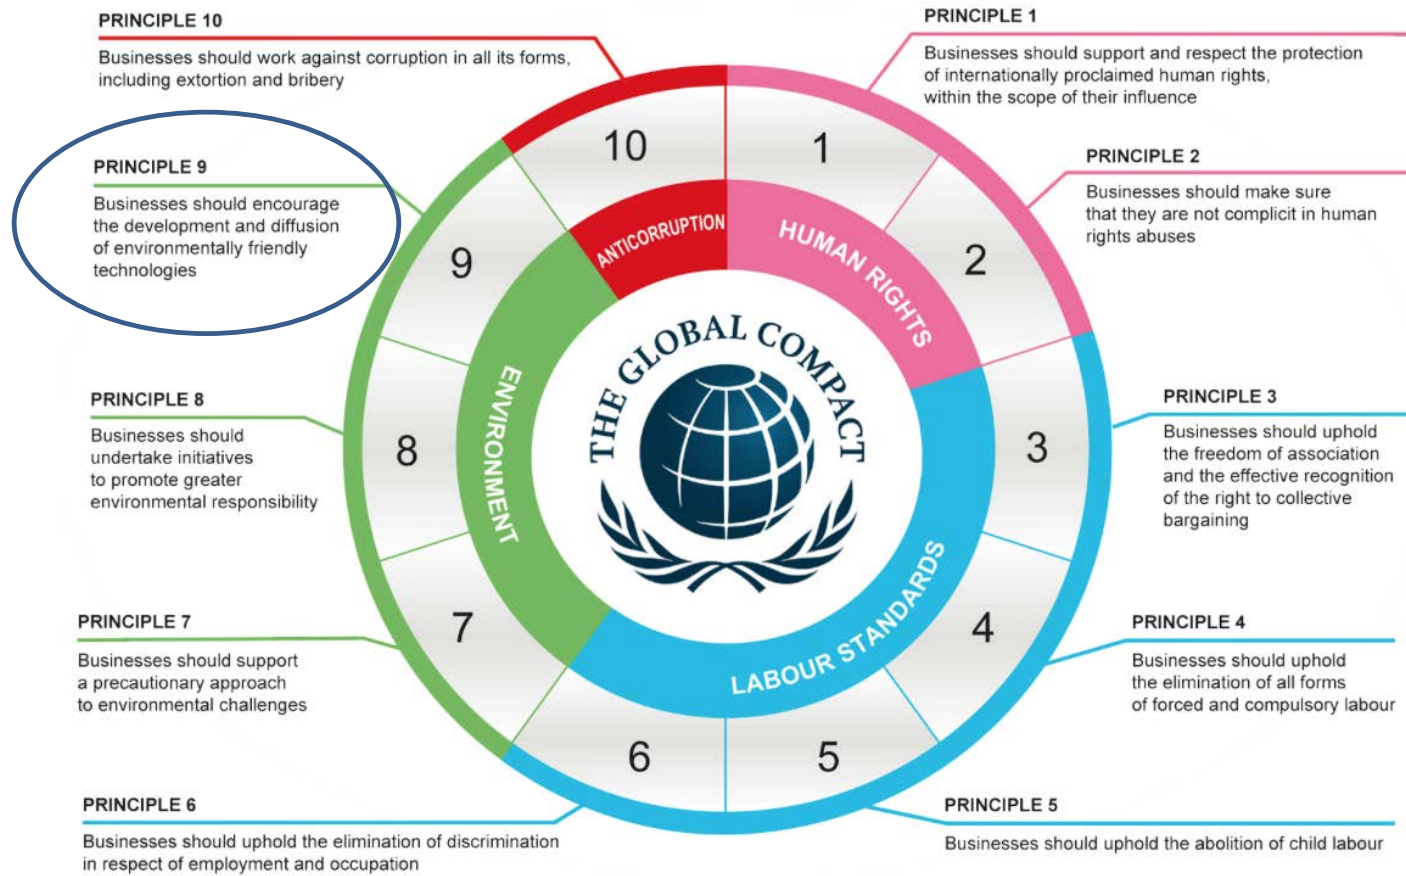 PRINCIPLE 10
Businesses should work against corruption in all its forms,
including extortion and bribery
PRINCIPLE 1
Businesses should support and respect the protection
of internationally proclaimed human rights,
within the scope of their influence
PRINCIPLE 9
Businesses should encourage
the development and diffusion
of environmentally friendly
technologies
PRINCIPLE 2
Businesses should make sure
that they are not complicit in human
rights abuses
PRINCIPLE 8
Businesses should
undertake initiatives
to promote greater
environmental responsibility
PRINCIPLE 3
Businesses should uphold
the freedom of association
and the effective recognition
of the right to collective
bargaining
PRINCIPLE 7
Businesses should support
a precautionary approach
to environmental challenges
PRINCIPLE 4
Businesses should uphold
the elimination of all forms
of forced and compulsory labour
PRINCIPLE 6
Businesses should uphold the elimination of discrimination
in respect of employment and occupation
PRINCIPLE 5
Businesses should uphold the abolition of child labour
10
1
9
2
8
3
7
4
6
5
ANTICORRUPTION
HUMAN RIGHTS
ENVIRONMENT
LABOUR STANDARDS
THE GLOBAL COMPACT